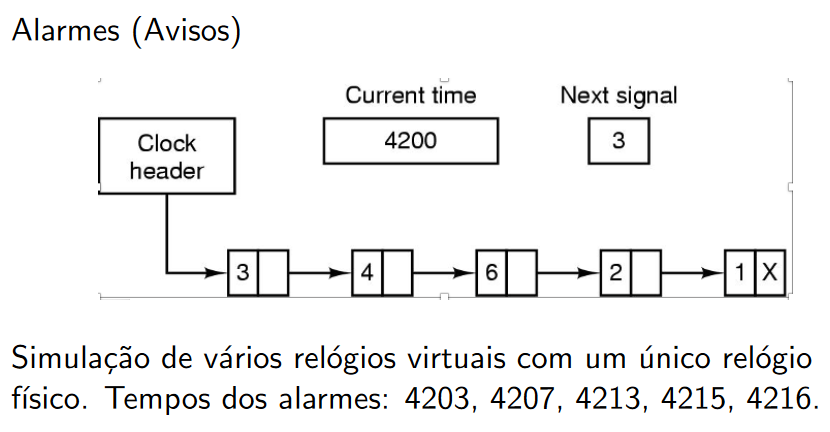 Alarmes (Avisos)
Current time
Next signal
Clock
header
4200
3
3
4
6
2
1
X
Simulação de vários relógios virtuais com um único relógio
físico. Tempos dos alarmes: 4203, 4207, 4213, 4215, 4216.